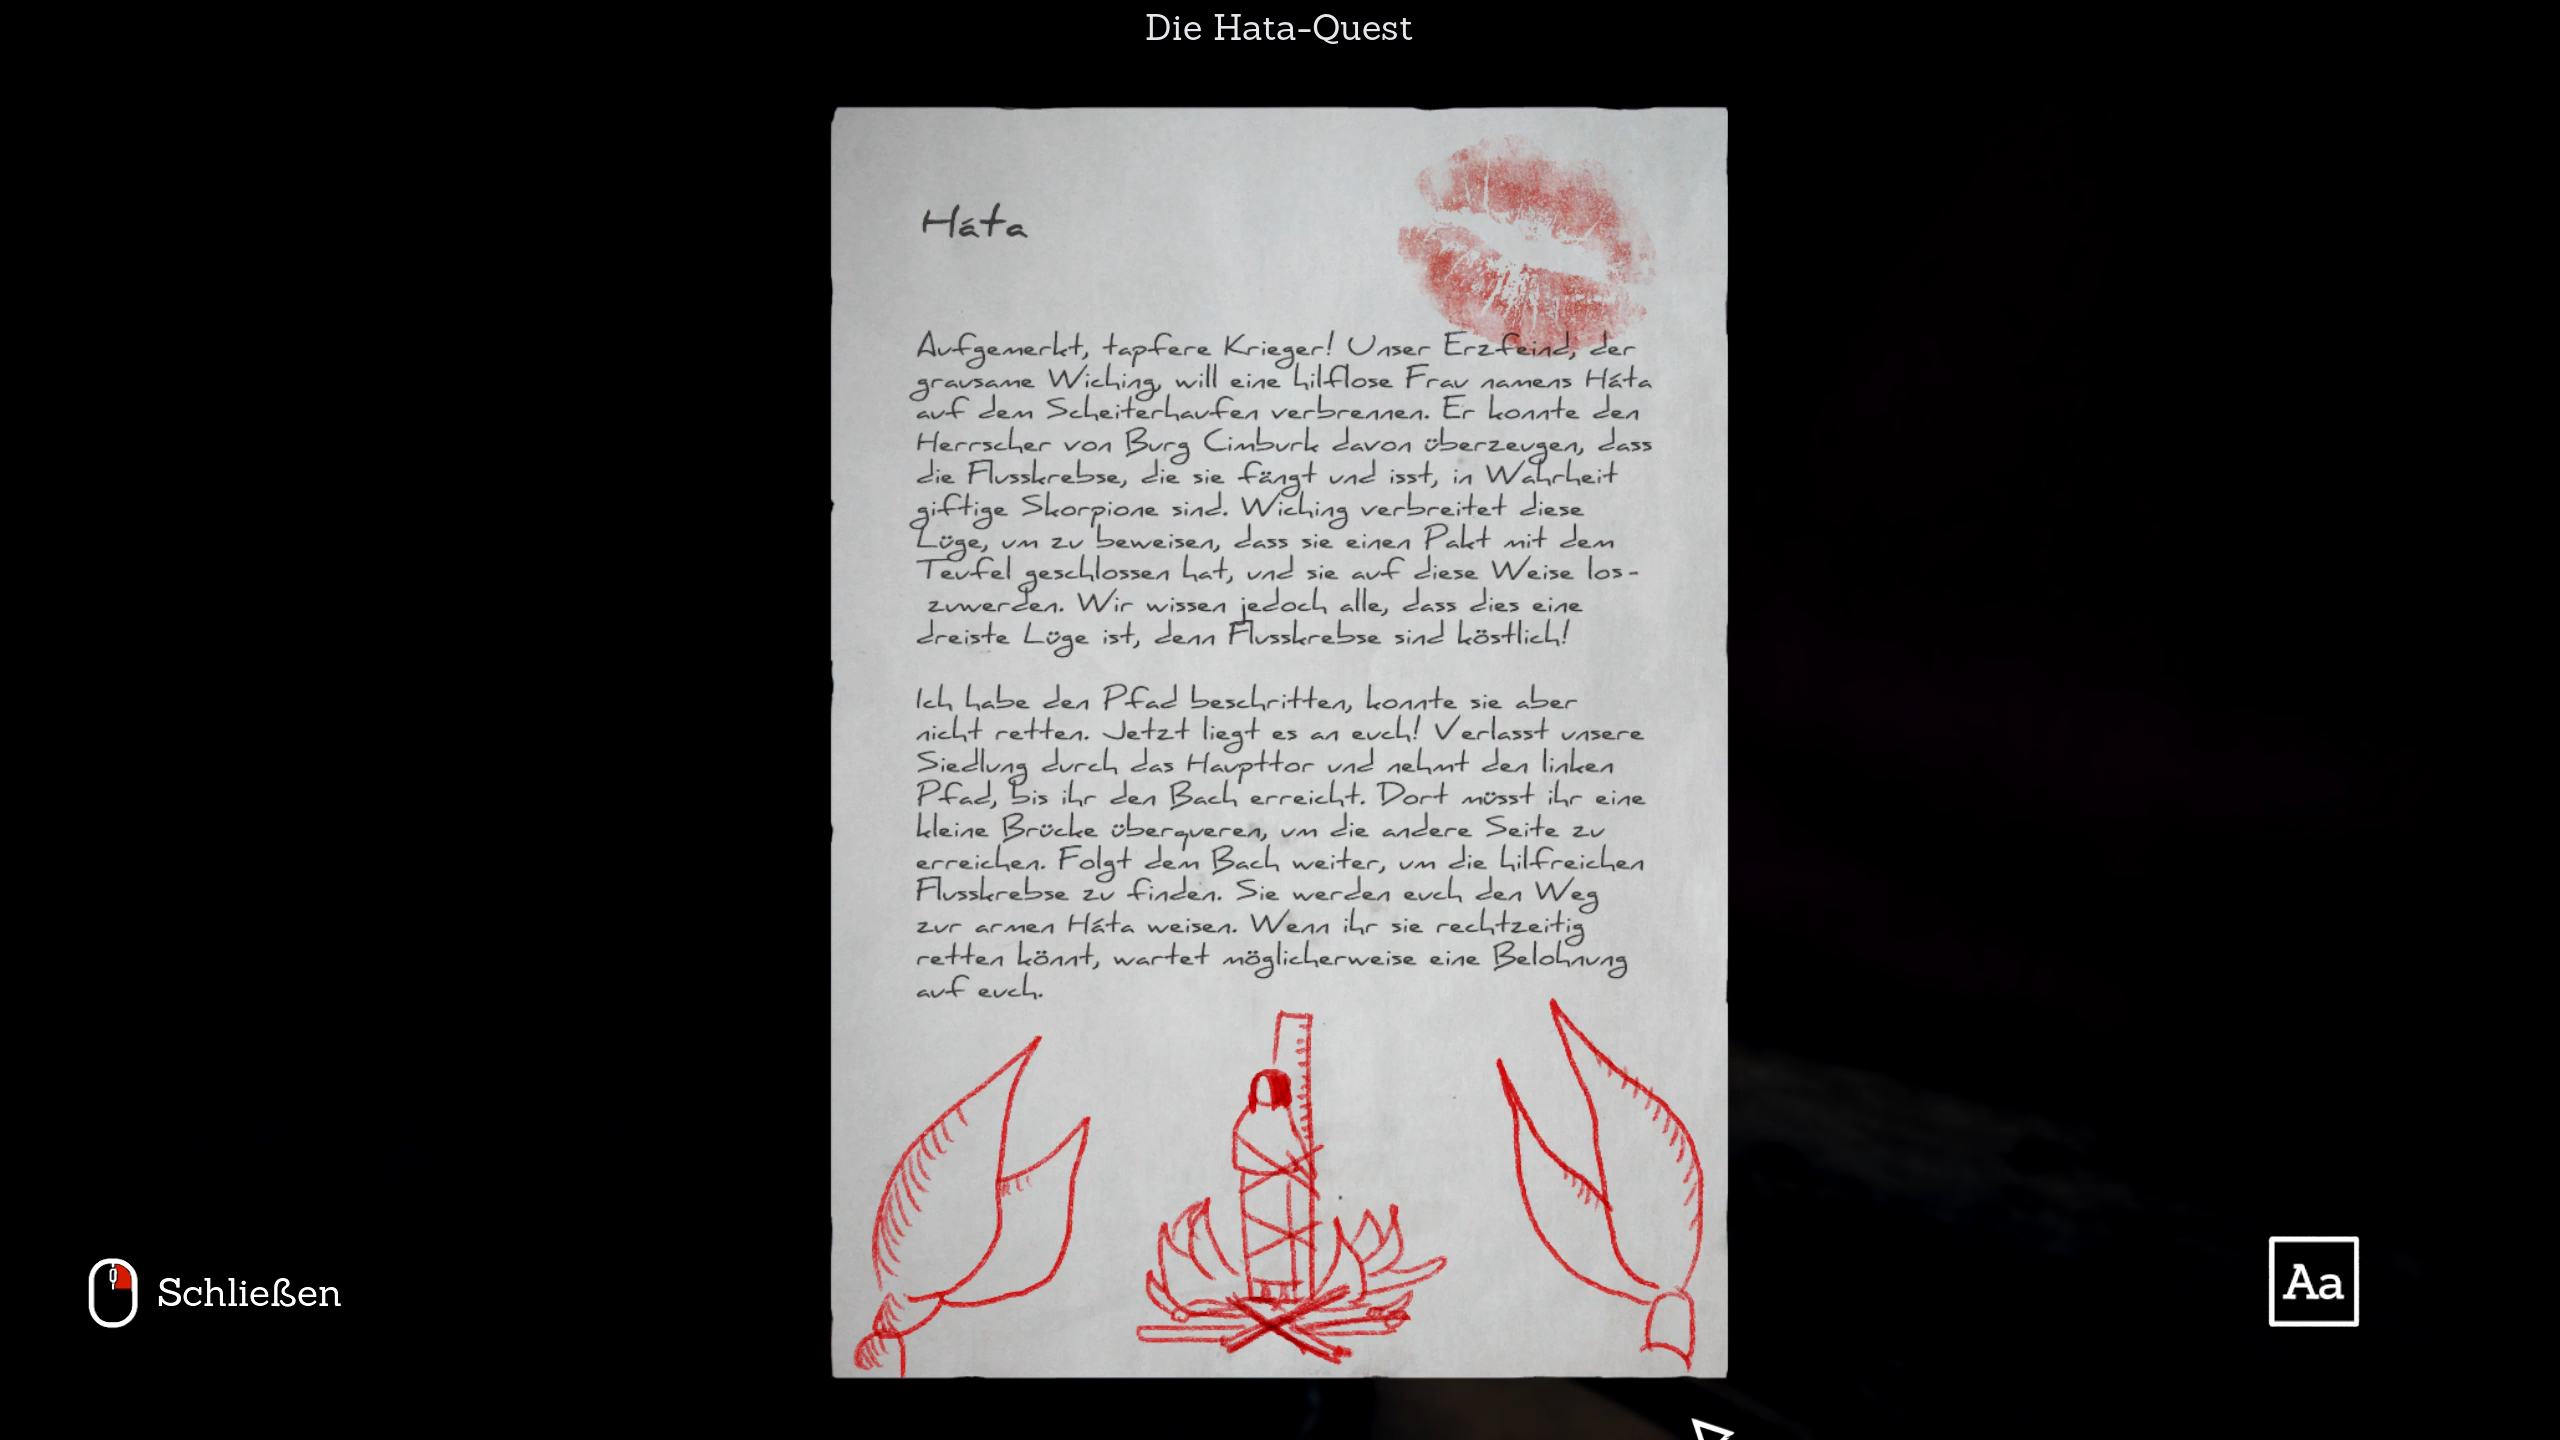 Die Hata-Quest
Háta
Aufgemerkt, tapfere Krieger! Unser Erzfeind, der
grausame Wiching, will eine hilflose Frau namens Háta
auf dem Scheiterhaufen verbrennen. Er konnte den
Herrscher von Burg Cimburk davon überzeugen, dass
die Flusskrebse, die sie fängt und isst, in Wahrheit
giftige Skorpione sind. Wiching verbreitet diese
Lüge, um zu beweisen, dass sie einen Pakt mit dem
Teufel geschlossen hat, und sie auf diese Weise los-
zuwerden. Wir wissen jedoch alle, dass dies eine
dreiste Lüge ist, denn Flusskrebse sind köstlich!
Ich habe den Pfad beschritten, konnte sie aber
nicht retten. Jetzt liegt es an euch! Verlasst unsere
Siedlung durch das Haupttor und nehmt den linken
Pfad, bis ihr den Bach erreicht. Dort müsst ihr eine
kleine Brücke überqueren, um die andere Seite zu
erreichen. Folgt dem Bach weiter, um die hilfreichen
Flusskrebse zu finden. Sie werden euch den Weg
zur armen Háta weisen. Wenn ihr sie rechtzeitig
retten könnt, wartet möglicherweise eine Belohnung
auf euch.
Schließen
Aa